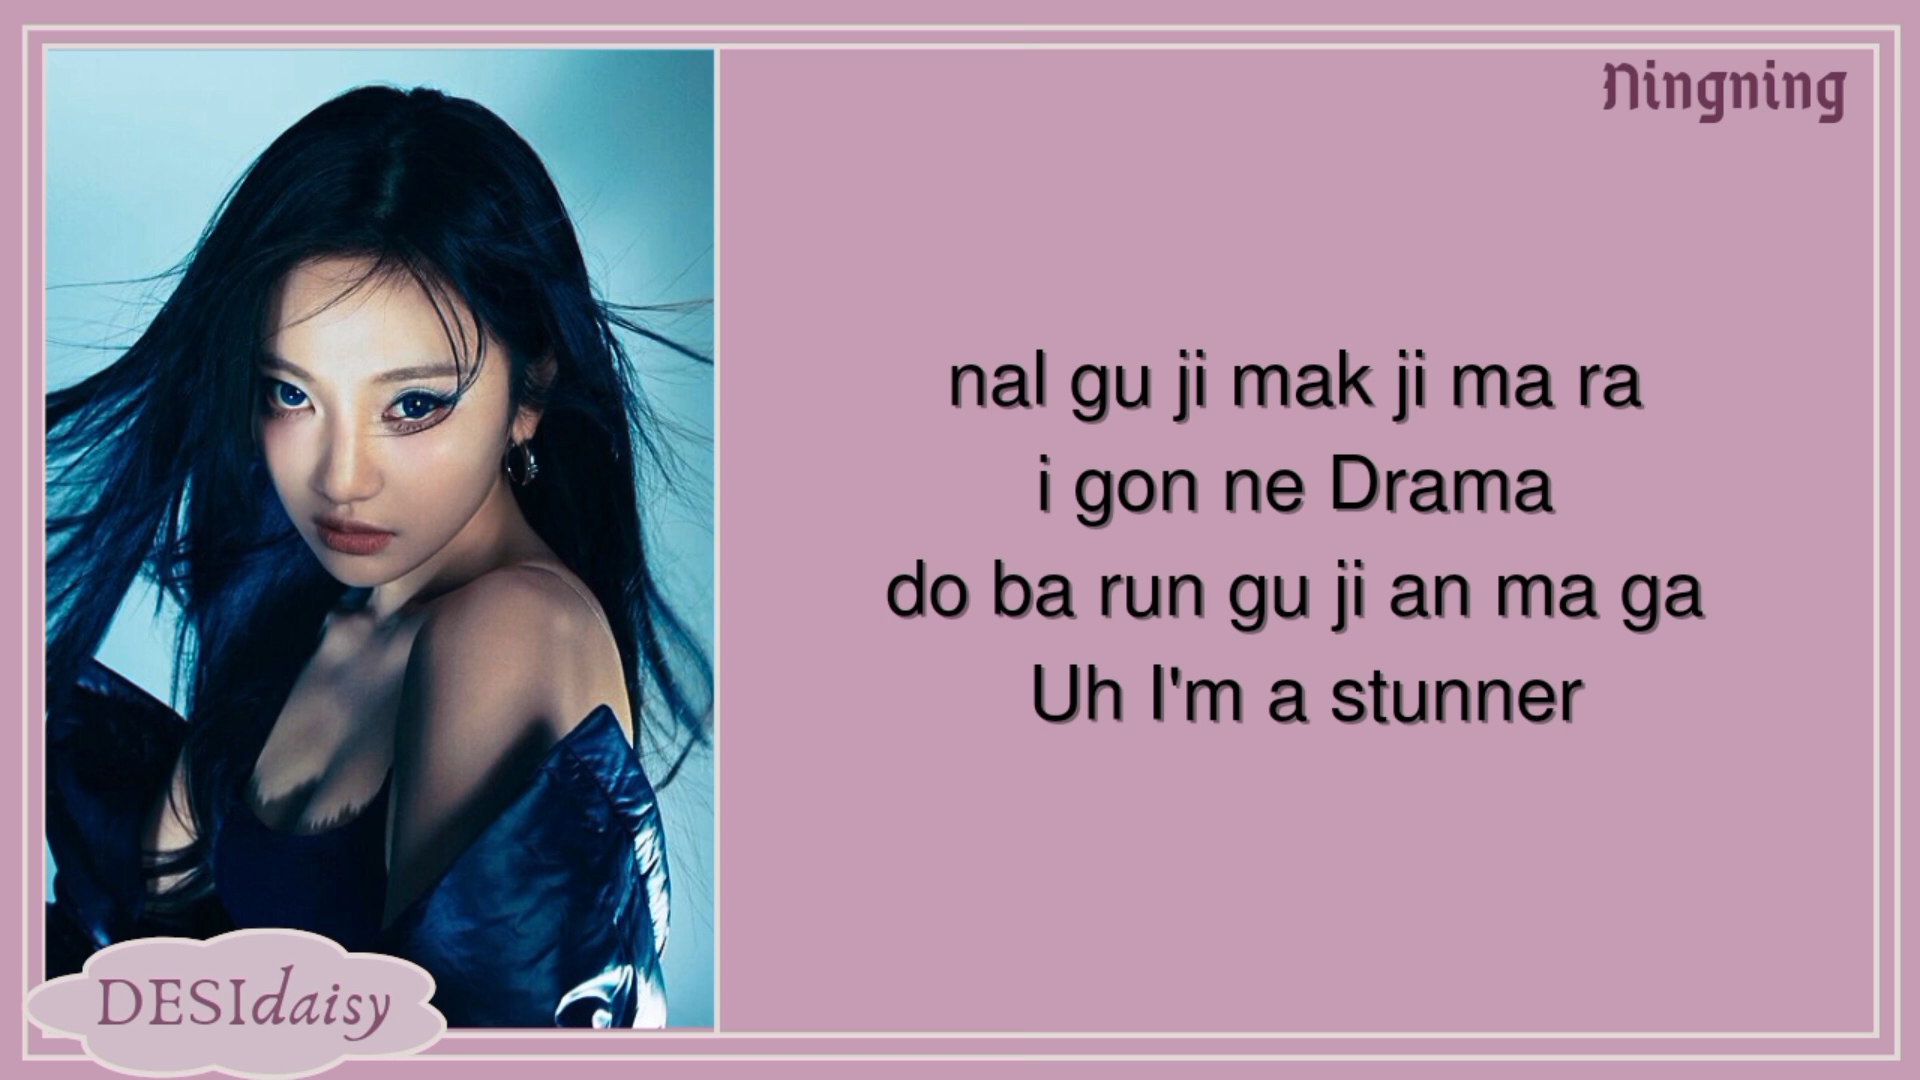 Ningning
nal gu ji mak ji ma ra
i gon ne Drama
do ba run gu ji an ma ga
Uh I'm a stunner
DESIdaisy